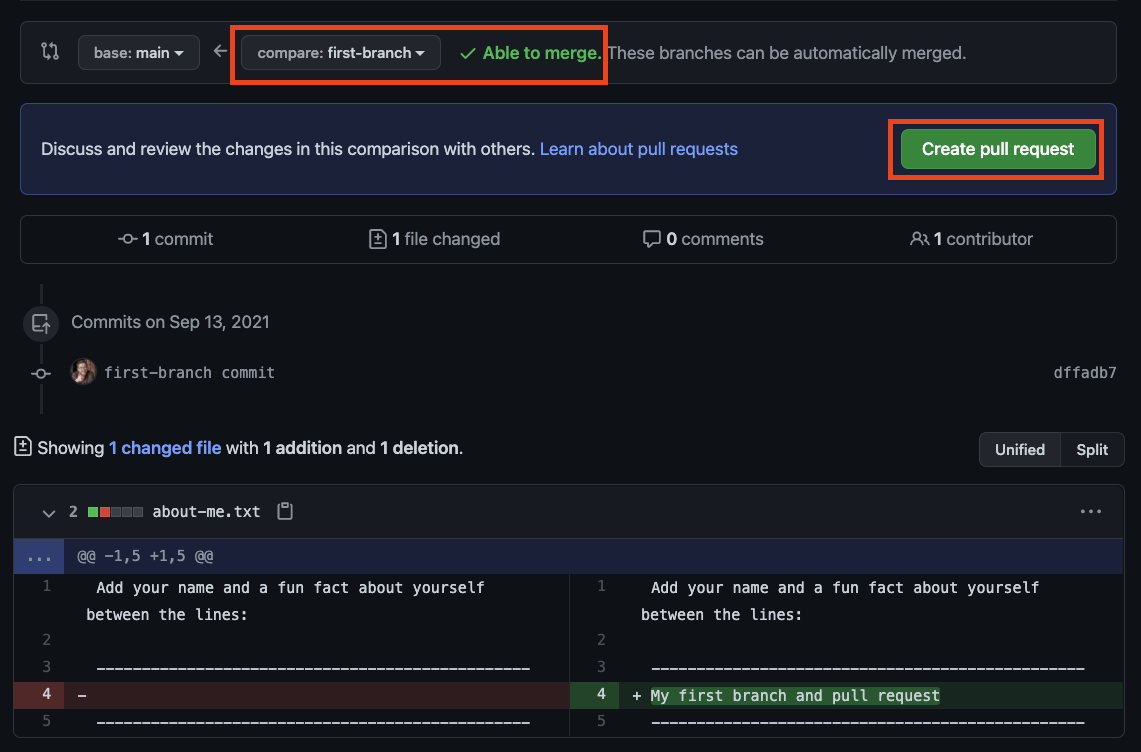 base: main compare: first-branch Able to merge. These branches can be automatically merged.
Discuss and review the changes in this comparison with others. Learn about pull requests Create pull request
1 commit 1 file changed 0 comments 1 contributor
Commits on Sep 13, 2021
first-branch commit dffadb7
Showing 1 changed file with 1 addition and 1 deletion. Unified Split
2 about-me.txt ...
... @@ -1,5 +1,5 @@
1 Add your name and a fun fact about yourself 1 Add your name and a fun fact about yourself
between the lines: between the lines:
2 2
3 ------------------------------------------------ 3 ------------------------------------------------
4 - 4 + My first branch and pull request
5 ------------------------------------------------ 5 ------------------------------------------------